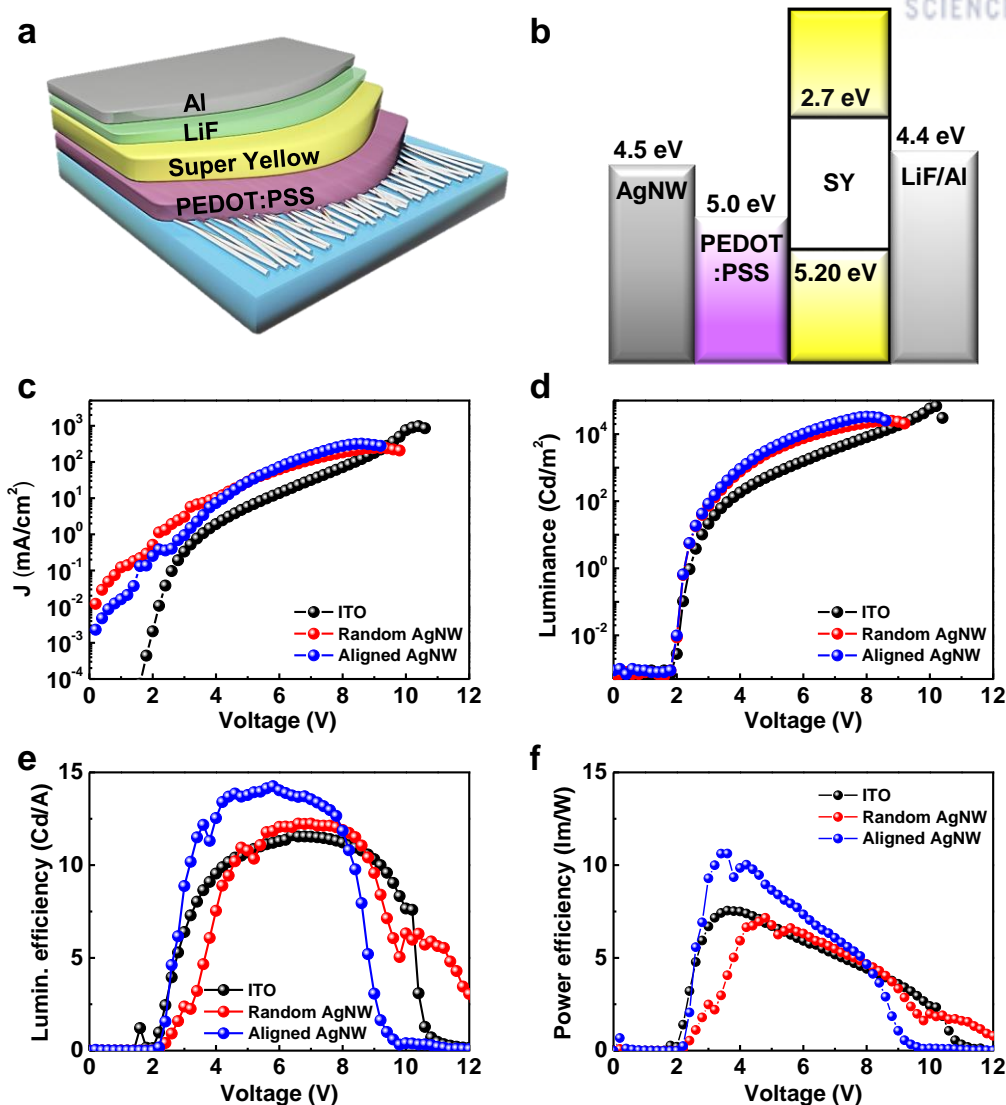 SCIENC
a
Al
LiF
Super Yellow
PEDOT:PSS
b
2.7 eV
4.5 eV
4.4 eV
AgNW
SY
LiF/Al
5.0 eV
PEDOT
:PSS
5.20 eV
c
J (mA/cm²)
10³
10²
10¹
10⁰
10⁻¹
10⁻²
10⁻³
10⁻⁴
ITO
Random AgNW
Aligned AgNW
0 2 4 6 8 10 12
Voltage (V)
d
Luminance (Cd/m²)
10⁴
10²
10⁰
10⁻²
ITO
Random AgNW
Aligned AgNW
0 2 4 6 8 10 12
Voltage (V)
e
Lumin. efficiency (Cd/A)
15
10
5
0
ITO
Random AgNW
Aligned AgNW
0 2 4 6 8 10 12
Voltage (V)
f
Power efficiency (lm/W)
15
10
5
0
ITO
Random AgNW
Aligned AgNW
0 2 4 6 8 10 12
Voltage (V)